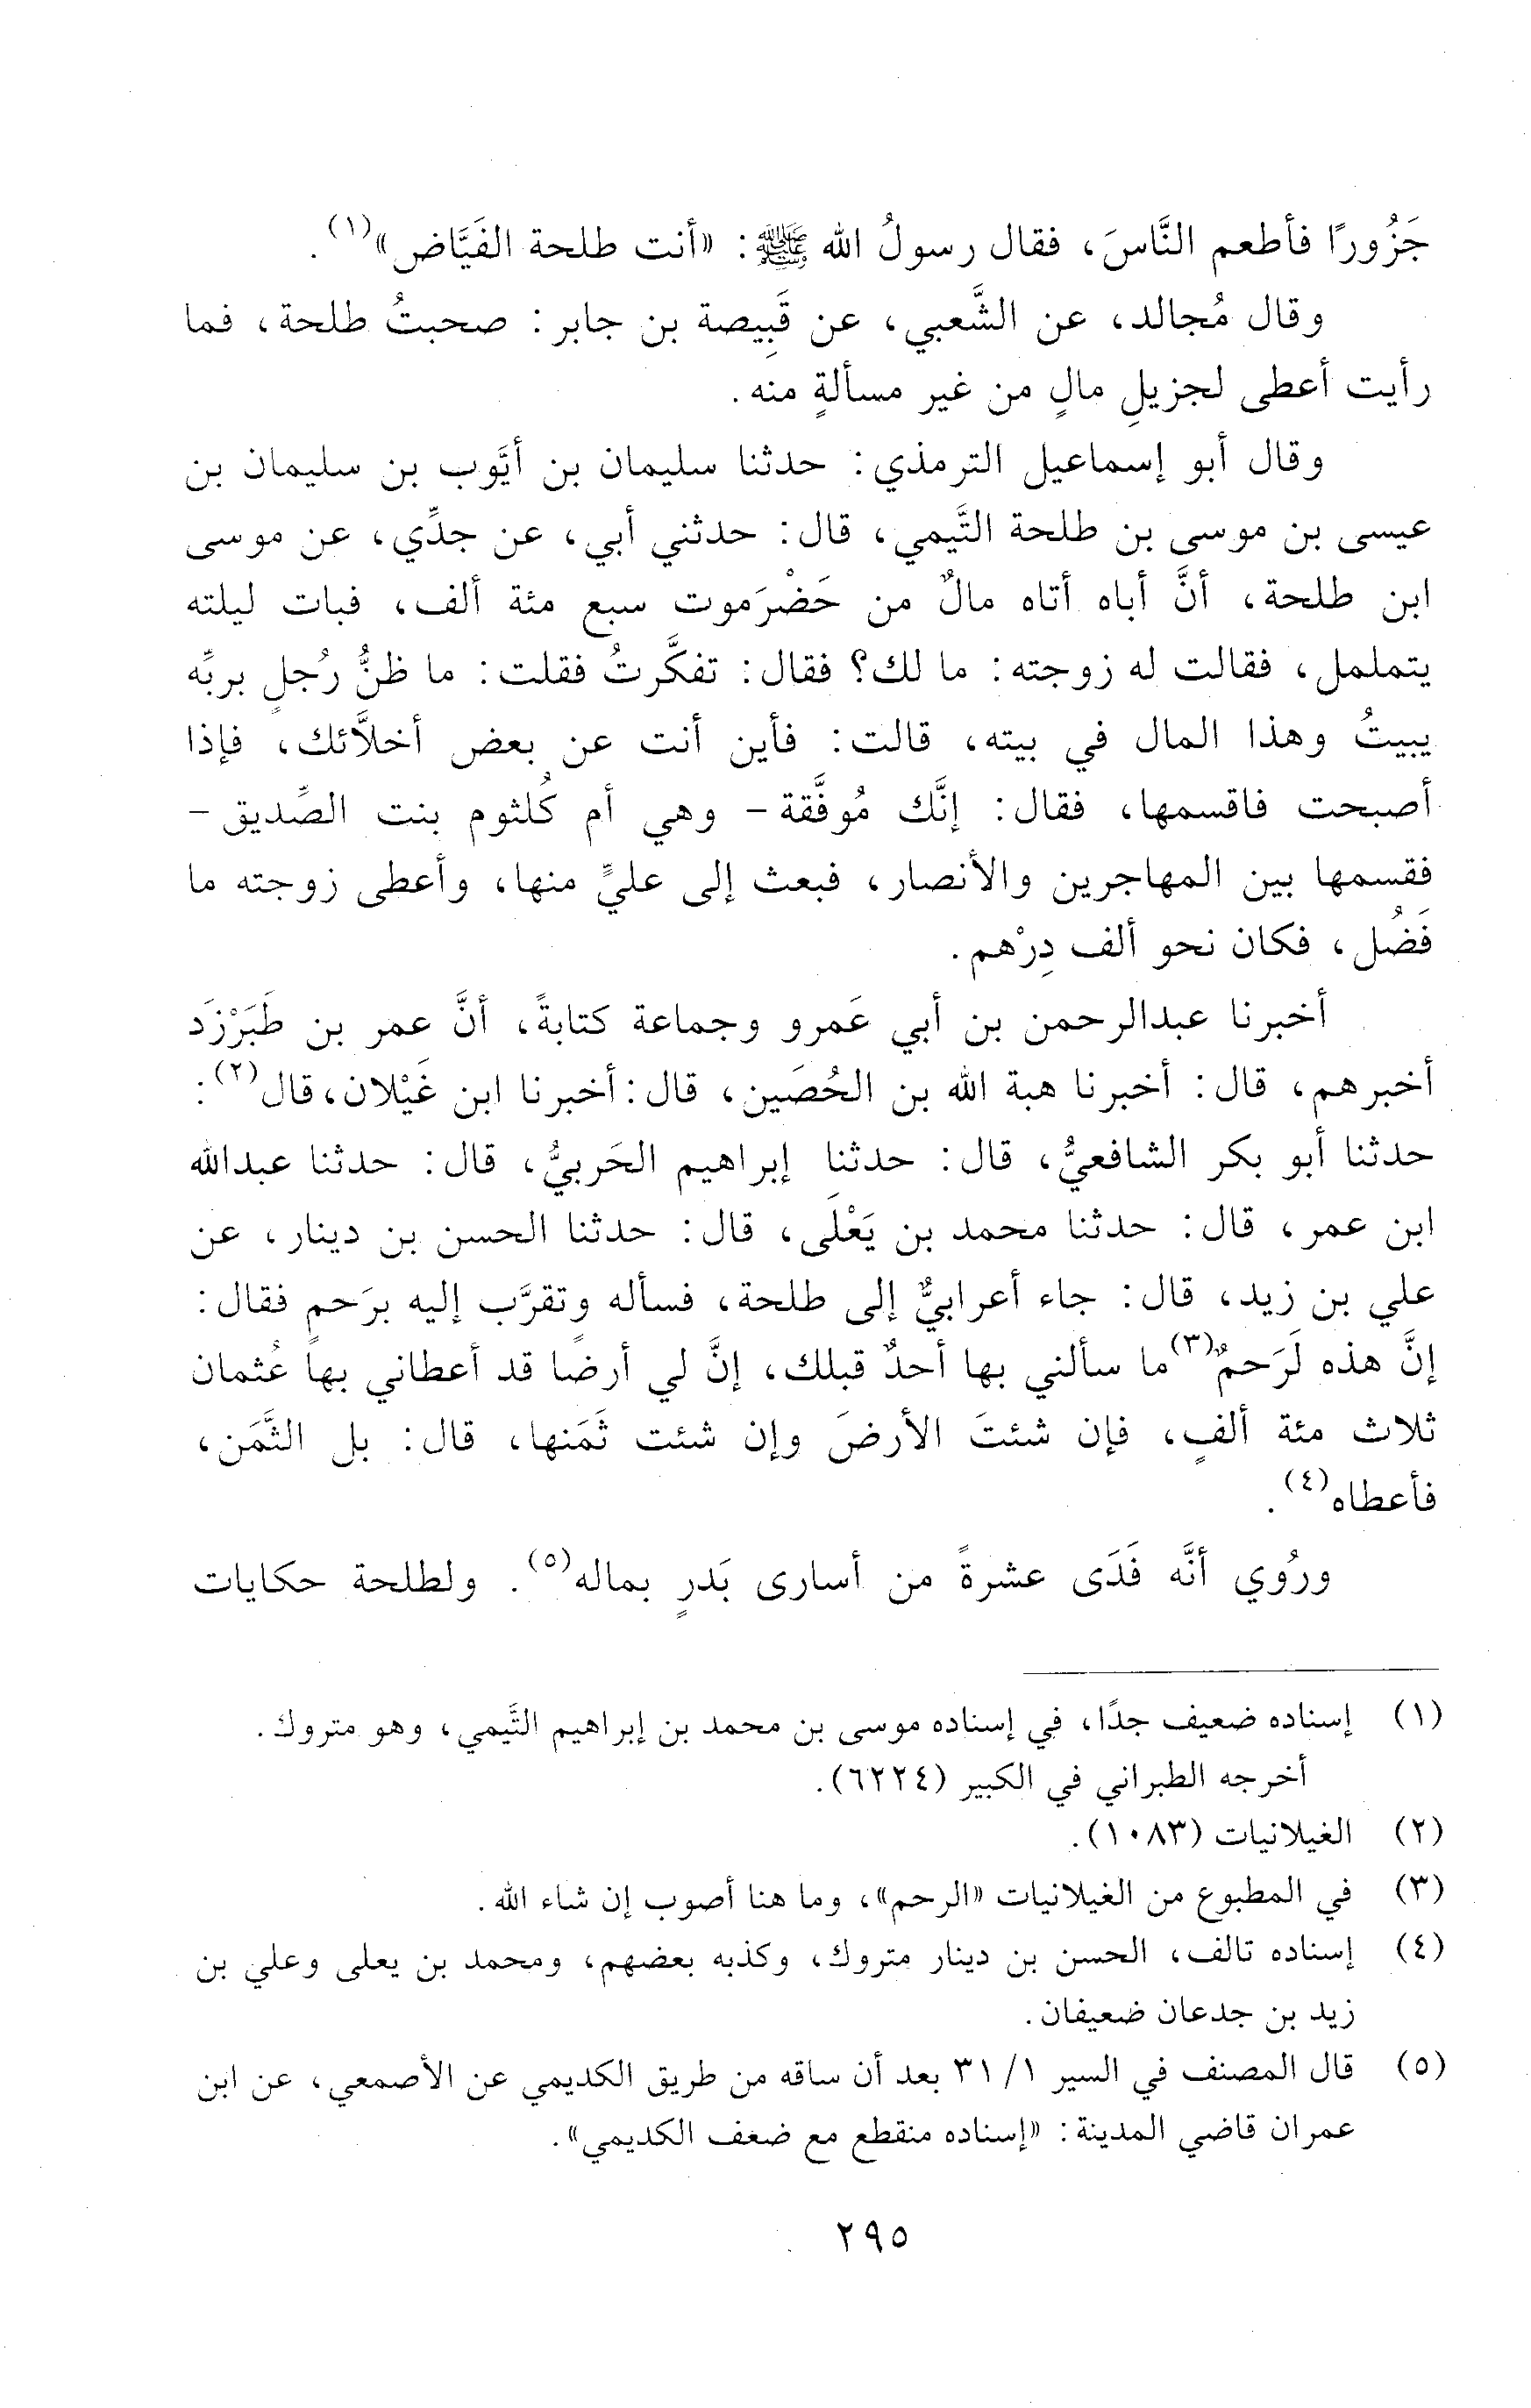 جَزُورًا فأطعم النَّاسَ، فقال رسولُ الله ﷺ: «أنت طلحة الفَيَّاض»(١).
وقال مُجالد، عن الشَّعبي، عن قَبِيصة بن جابر: صحبتُ طلحة، فما
رأيت أعطى لجزيلِ مالٍ من غير مسألةٍ منه.
وقال أبو إسماعيل الترمذي: حدثنا سليمان بن أيَّوب بن سليمان بن
عيسى بن موسى بن طلحة التَّيمي، قال: حدثني أبي، عن جدِّي، عن موسى
ابن طلحة، أنَّ أباه أتاه مالٌ من حَضْرَموت سبع مئة ألف، فبات ليلته
يتململ، فقالت له زوجته: ما لك؟ فقال: تفكَّرتُ فقلت: ما ظنُّ رُجلٍ بربِّه
يبيتُ وهذا المال في بيته، قالت: فأين أنت عن بعض أخلاَّئك، فإذا
أصبحت فاقسمها، فقال: إنَّك مُوفَّقة - وهي أم كُلثوم بنت الصِّديق -
فقسمها بين المهاجرين والأنصار، فبعث إلى عليٍّ منها، وأعطى زوجته ما
فَضُل، فكان نحو ألف دِرْهم.
أخبرنا عبدالرحمن بن أبي عَمرو وجماعة كتابةً، أنَّ عمر بن طَبَرْزَد
أخبرهم، قال: أخبرنا هبة الله بن الحُصَين، قال: أخبرنا ابن غَيْلان، قال(٢):
حدثنا أبو بكر الشافعيُّ، قال: حدثنا إبراهيم الحَربيُّ، قال: حدثنا عبدالله
ابن عمر، قال: حدثنا محمد بن يَعْلَى، قال: حدثنا الحسن بن دينار، عن
علي بن زيد، قال: جاء أعرابيٌّ إلى طلحة، فسأله وتقرَّب إليه برَحمٍ فقال:
إنَّ هذه لَرَحمٌ(٣) ما سألني بها أحدٌ قبلك، إنَّ لي أرضًا قد أعطاني بها عُثمان
ثلاث مئة ألفٍ، فإن شئتَ الأرضَ وإن شئت ثَمَنها، قال: بل الثَّمَن،
فأعطاه(٤).
ورُوي أنَّه فَدَى عشرةً من أسارى بَدرٍ بماله(٥). ولطلحة حكايات
(١) إسناده ضعيف جدًا، في إسناده موسى بن محمد بن إبراهيم التَّيمي، وهو متروك.
أخرجه الطبراني في الكبير (٦٢٢٤).
(٢) الغيلانيات (١٠٨٣).
(٣) في المطبوع من الغيلانيات «الرحم»، وما هنا أصوب إن شاء الله.
(٤) إسناده تالف، الحسن بن دينار متروك، وكذبه بعضهم، ومحمد بن يعلى وعلي بن
زيد بن جدعان ضعيفان.
(٥) قال المصنف في السير ١/ ٣١ بعد أن ساقه من طريق الكديمي عن الأصمعي، عن ابن
عمران قاضي المدينة: «إسناده منقطع مع ضعف الكديمي».
٢٩٥